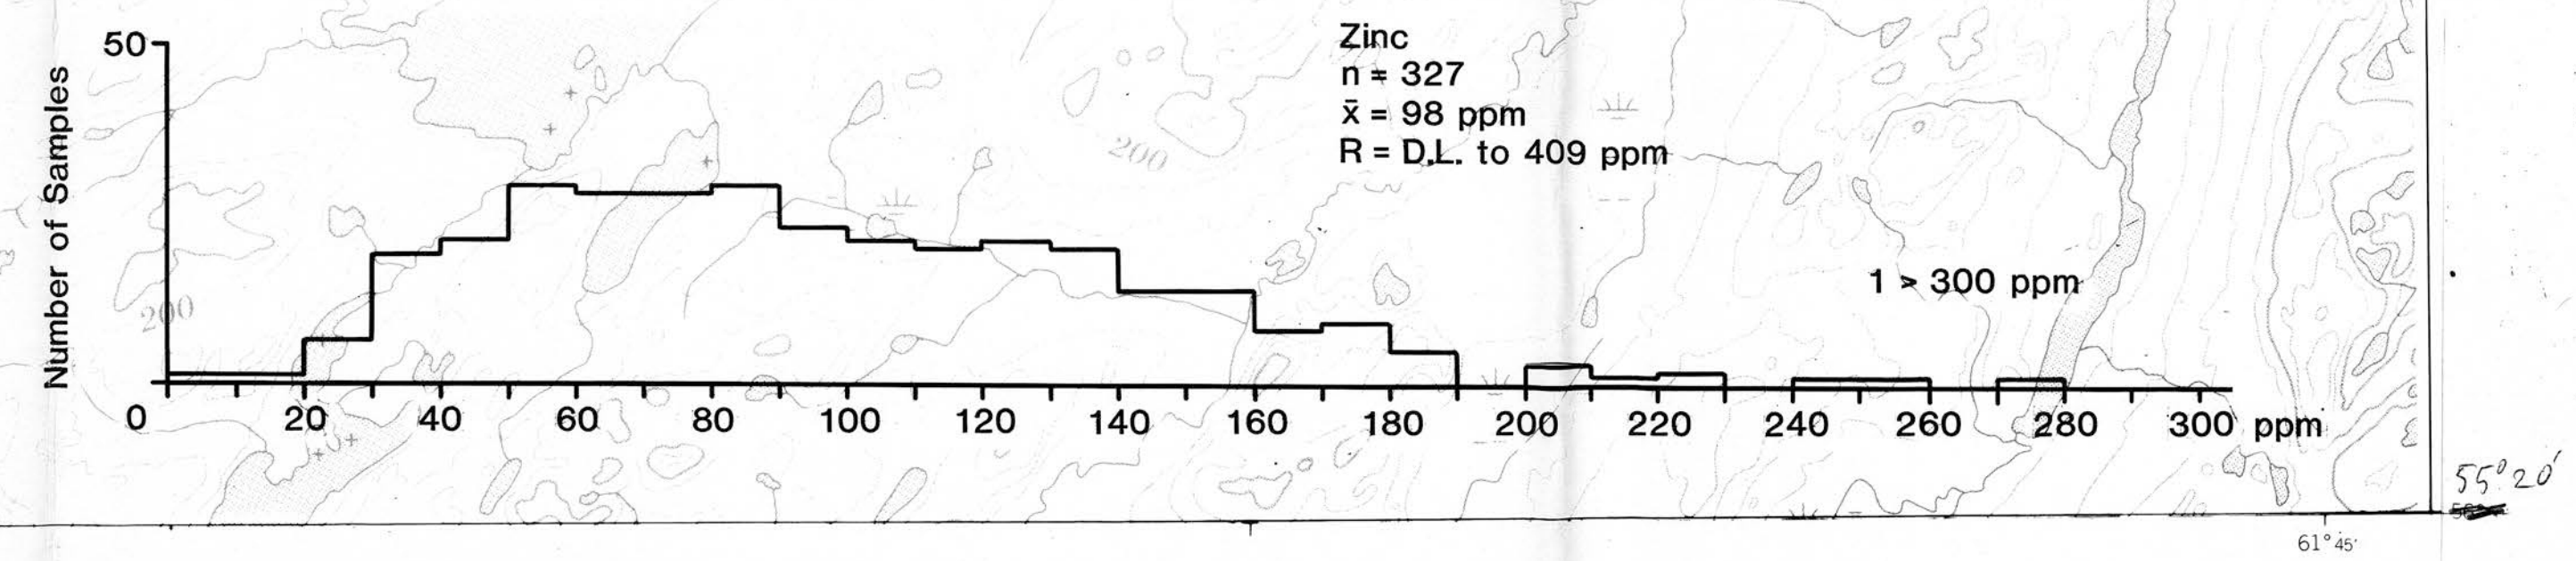 Zinc
n = 327
x̄ = 98 ppm
R = D.L. to 409 ppm
50
Number of Samples
200
200
1 > 300 ppm
0 20 40 60 80 100 120 140 160 180 200 220 240 260 280 300 ppm
55° 20'
61° 45'